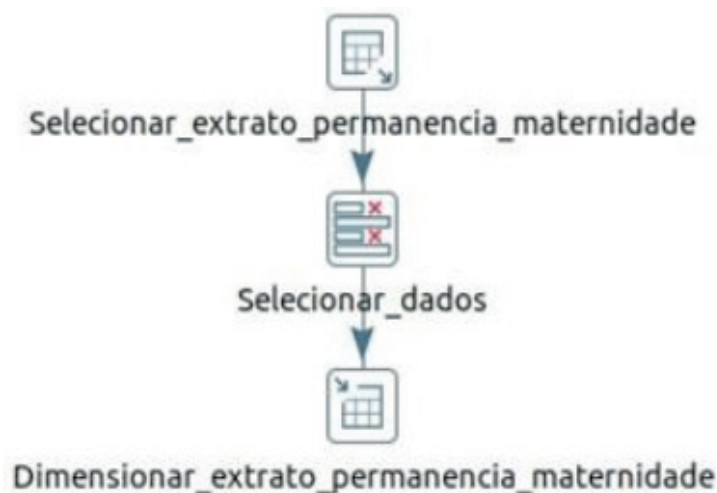 Selecionar_extrato_permanencia_maternidade
Selecionar_dados
Dimensionar_extrato_permanencia_maternidade